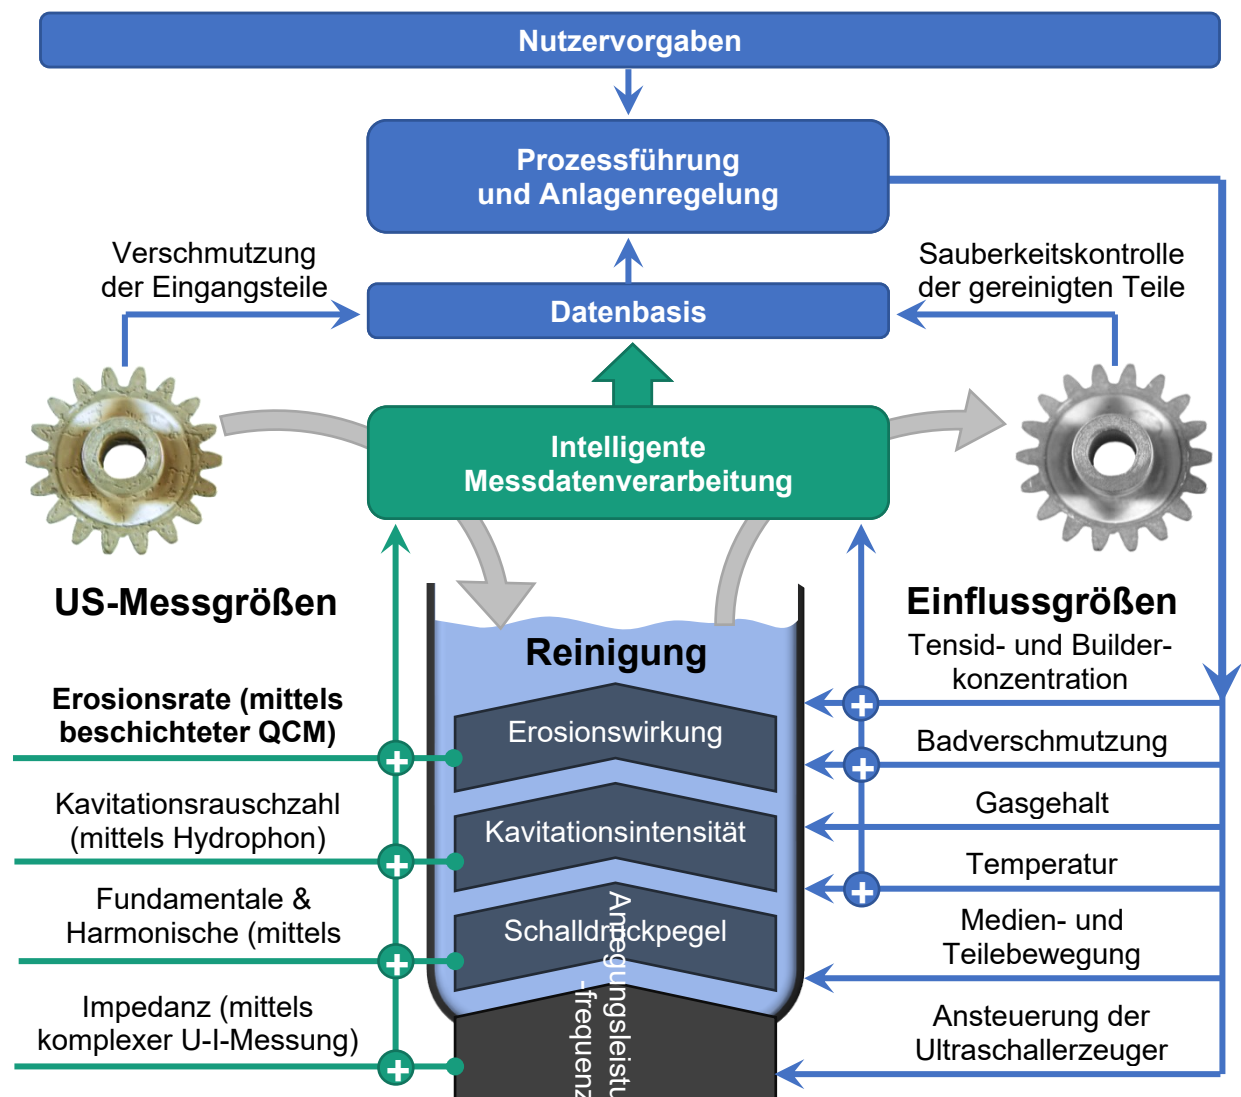 Nutzervorgaben
Prozessführung
und Anlagenregelung
Verschmutzung
der Eingangsteile
Sauberkeitskontrolle
der gereinigten Teile
Datenbasis
Intelligente
Messdatenverarbeitung
US-Messgrößen
Erosionsrate (mittels
beschichteter QCM)
Kavitationsrauschzahl
(mittels Hydrophon)
Fundamentale &
Harmonische (mittels
Impedanz (mittels
komplexer U-I-Messung)
Reinigung
Erosionswirkung
Kavitationsintensität
Schalldruckpegel
Anregungsleistu
-frequenz
Einflussgrößen
Tensid- und Builder-
konzentration
Badverschmutzung
Gasgehalt
Temperatur
Medien- und
Teilebewegung
Ansteuerung der
Ultraschallerzeuger